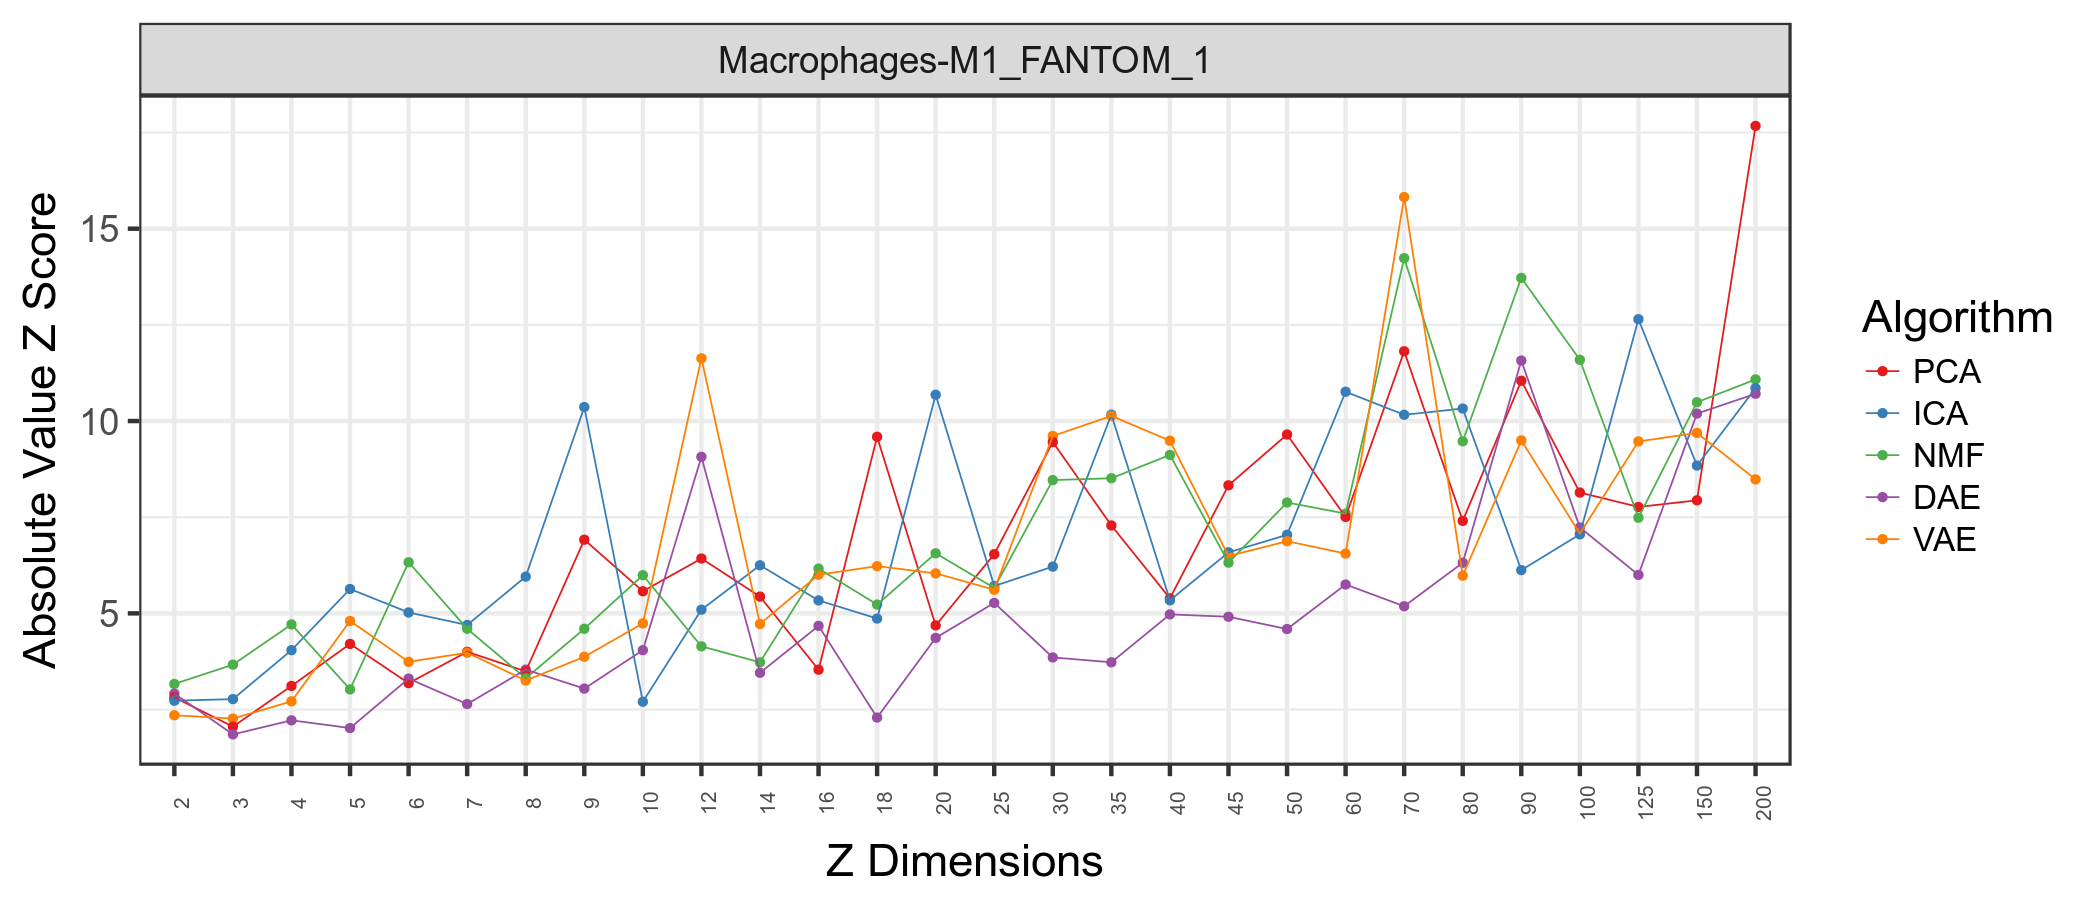 Macrophages-M1_FANTOM_1
Absolute Value Z Score
15
10
5
2 3 4 5 6 7 8 9 10 12 14 16 18 20 25 30 35 40 45 50 60 70 80 90 100 125 150 200
Z Dimensions
Algorithm
PCA
ICA
NMF
DAE
VAE